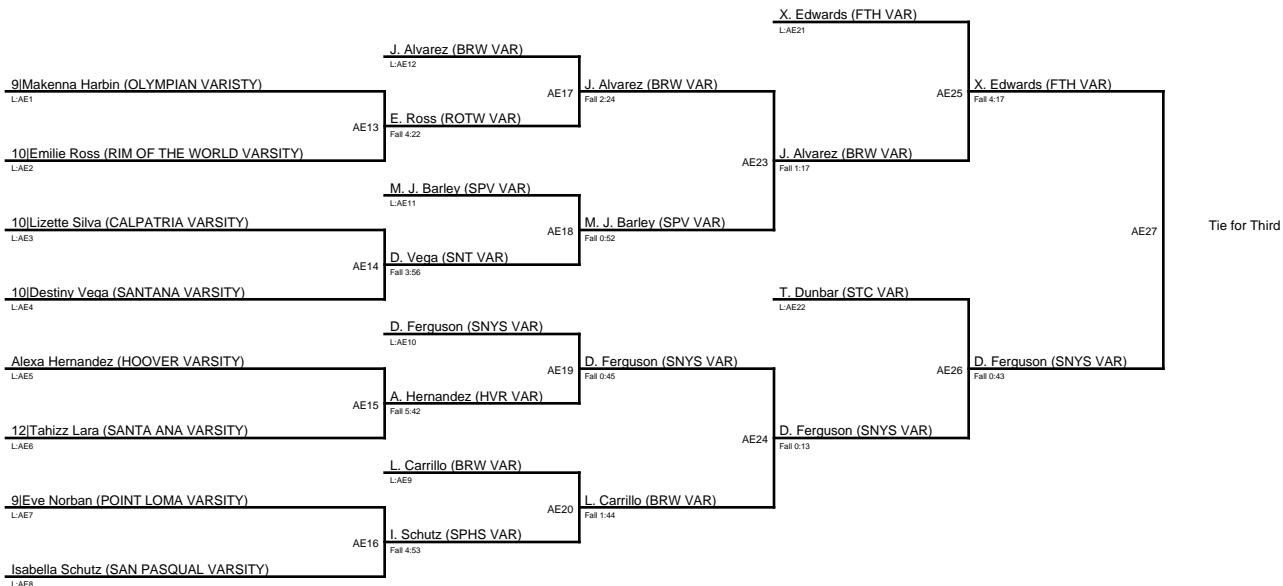 X. Edwards (FTH VAR)
L:AE21
J. Alvarez (BRW VAR)
L:AE12
9|Makenna Harbin (OLYMPIAN VARISTY)
L:AE1
AE17
J. Alvarez (BRW VAR)
Fall 2:24
AE25
X. Edwards (FTH VAR)
Fall 4:17
AE13
E. Ross (ROTW VAR)
Fall 4:22
10|Emilie Ross (RIM OF THE WORLD VARSITY)
L:AE2
AE23
J. Alvarez (BRW VAR)
Fall 1:17
M. J. Barley (SPV VAR)
L:AE11
10|Lizette Silva (CALPATRIA VARSITY)
L:AE3
AE18
M. J. Barley (SPV VAR)
Fall 0:52
AE27
Tie for Third
AE14
D. Vega (SNT VAR)
Fall 3:56
10|Destiny Vega (SANTANA VARSITY)
L:AE4
T. Dunbar (STC VAR)
L:AE22
D. Ferguson (SNYS VAR)
L:AE10
Alexa Hernandez (HOOVER VARSITY)
L:AE5
AE19
D. Ferguson (SNYS VAR)
Fall 0:45
AE26
D. Ferguson (SNYS VAR)
Fall 0:43
AE15
A. Hernandez (HVR VAR)
Fall 5:42
12|Tahizz Lara (SANTA ANA VARSITY)
L:AE6
AE24
D. Ferguson (SNYS VAR)
Fall 0:13
L. Carrillo (BRW VAR)
L:AE9
9|Eve Norban (POINT LOMA VARSITY)
L:AE7
AE20
L. Carrillo (BRW VAR)
Fall 1:44
AE16
I. Schutz (SPHS VAR)
Fall 4:53
Isabella Schutz (SAN PASQUAL VARSITY)
L:AE8